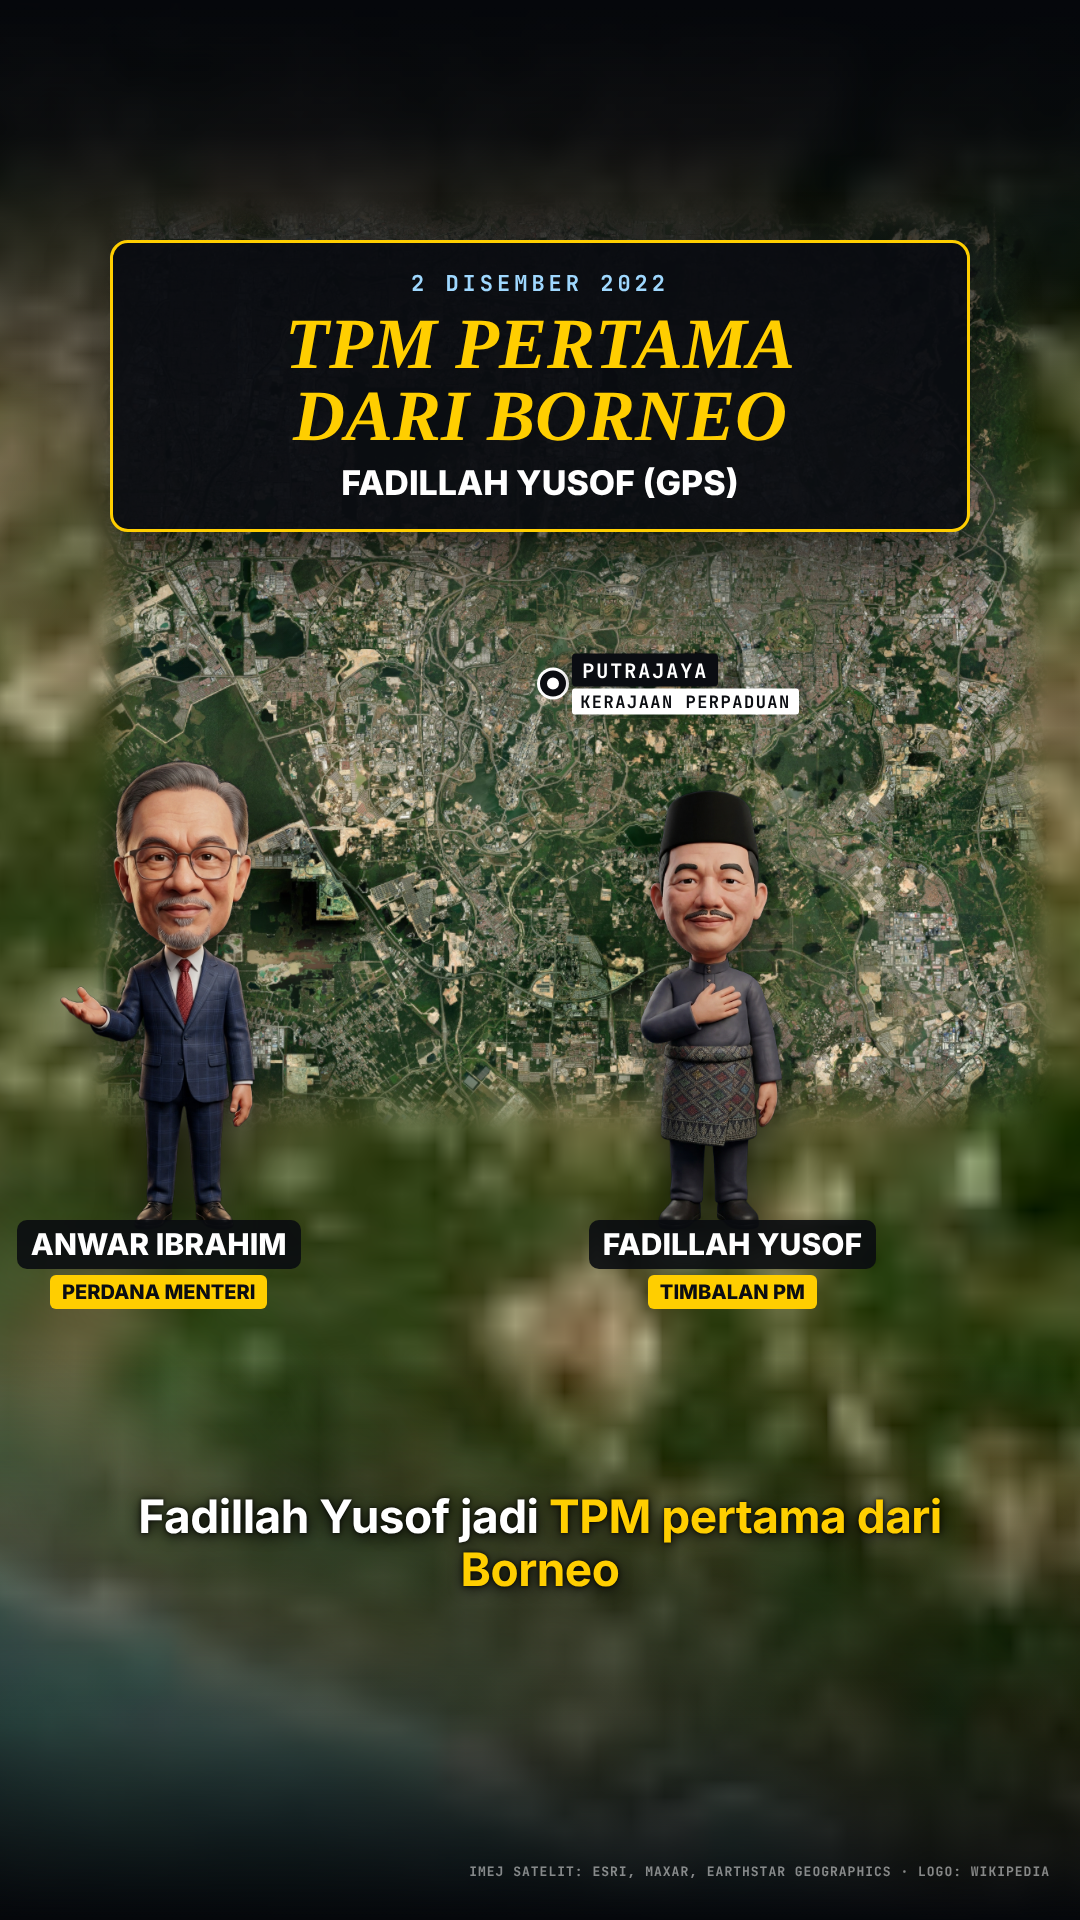 2 DISEMBER 2022
TPM PERTAMA
DARI BORNEO
FADILLAH YUSOF (GPS)
PUTRAJAYA
KERAJAAN PERPADUAN
ANWAR IBRAHIM
PERDANA MENTERI
FADILLAH YUSOF
TIMBALAN PM
Fadillah Yusof jadi TPM pertama dari
Borneo
IMEJ SATELIT: ESRI, MAXAR, EARTHSTAR GEOGRAPHICS · LOGO: WIKIPEDIA